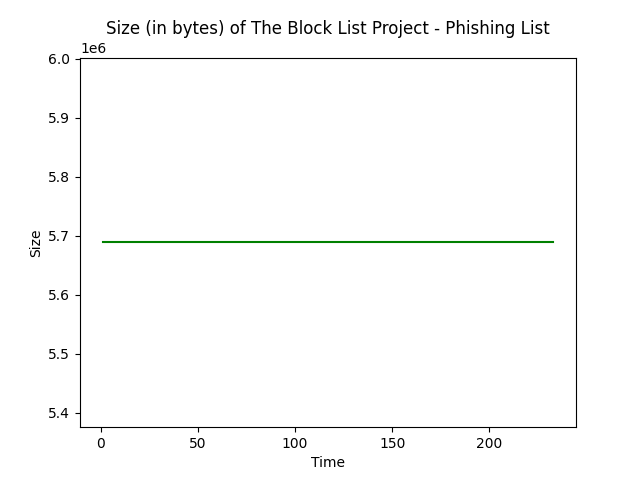 Size (in bytes) of The Block List Project - Phishing List
1e6
6.0
5.9
5.8
5.7
5.6
5.5
5.4
Size
0 50 100 150 200
Time